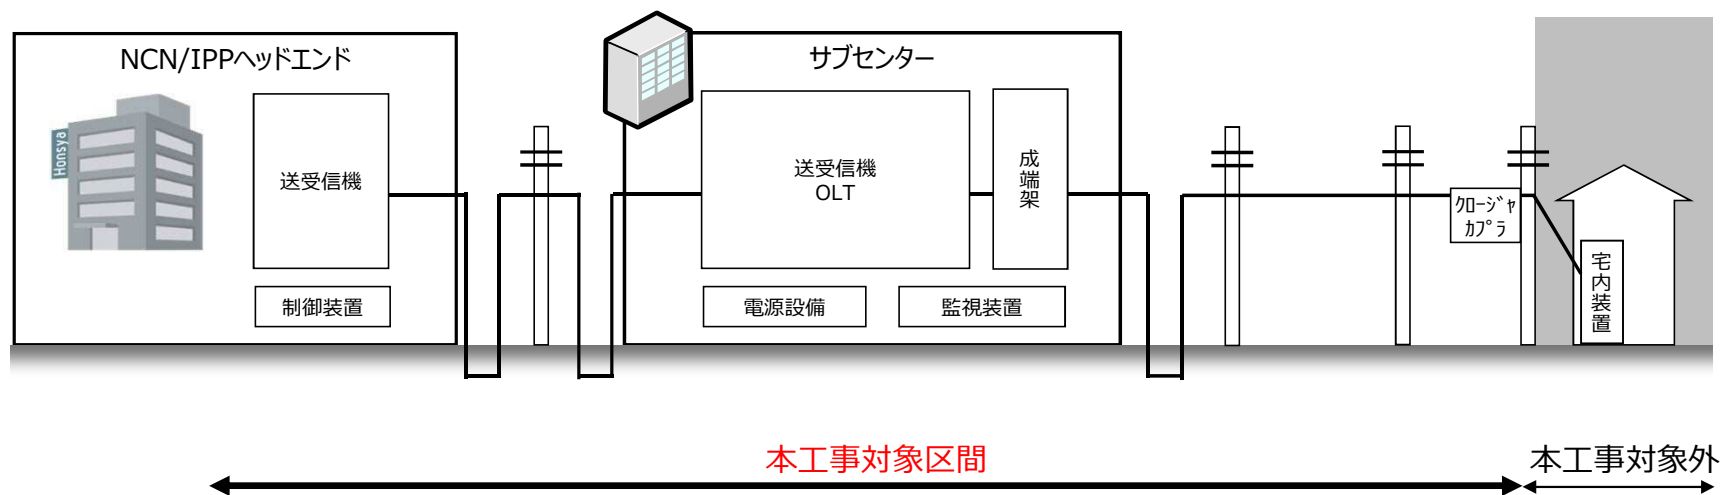 NCN/IPPヘッドエンド
Honsya
送受信機
制御装置
サブセンター
送受信機
OLT
成端架
電源設備
監視装置
ｸﾛｰｼﾞｬ
ｶﾌﾟﾗ
宅内装置
本工事対象区間
本工事対象外